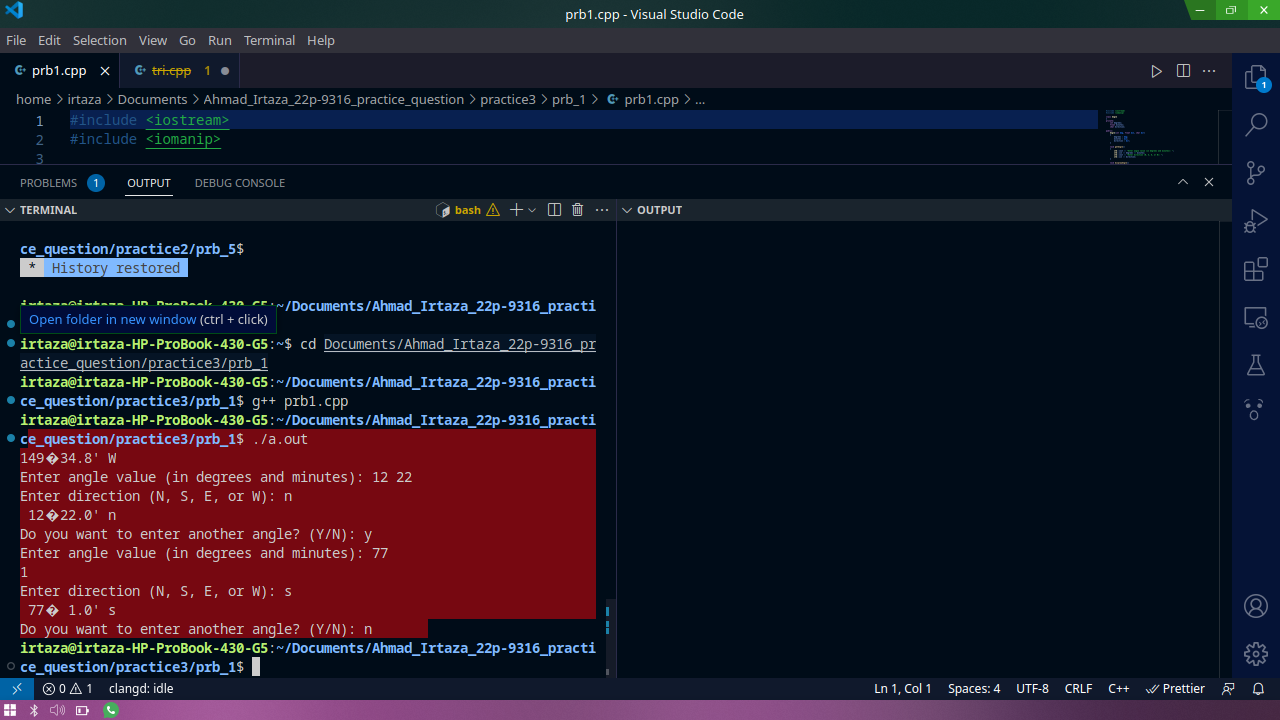 prb1.cpp - Visual Studio Code
File Edit Selection View Go Run Terminal Help
prb1.cpp tri.cpp 1
home > irtaza > Documents > Ahmad_Irtaza_22p-9316_practice_question > practice3 > prb_1 > prb1.cpp > ...
1 #include <iostream>
2 #include <iomanip>
3
PROBLEMS 1 OUTPUT DEBUG CONSOLE
TERMINAL bash OUTPUT
ce_question/practice2/prb_5$
* History restored
irtaza@irtaza-HP-ProBook-430-G5:~/Documents/Ahmad_Irtaza_22p-9316_practi
Open folder in new window (ctrl + click)
irtaza@irtaza-HP-ProBook-430-G5:~$ cd Documents/Ahmad_Irtaza_22p-9316_pr
actice_question/practice3/prb_1
irtaza@irtaza-HP-ProBook-430-G5:~/Documents/Ahmad_Irtaza_22p-9316_practi
ce_question/practice3/prb_1$ g++ prb1.cpp
irtaza@irtaza-HP-ProBook-430-G5:~/Documents/Ahmad_Irtaza_22p-9316_practi
ce_question/practice3/prb_1$ ./a.out
149�34.8' W
Enter angle value (in degrees and minutes): 12 22
Enter direction (N, S, E, or W): n
12�22.0' n
Do you want to enter another angle? (Y/N): y
Enter angle value (in degrees and minutes): 77
1
Enter direction (N, S, E, or W): s
77� 1.0' s
Do you want to enter another angle? (Y/N): n
irtaza@irtaza-HP-ProBook-430-G5:~/Documents/Ahmad_Irtaza_22p-9316_practi
ce_question/practice3/prb_1$
1
0 1 clangd: idle Ln 1, Col 1 Spaces: 4 UTF-8 CRLF C++ Prettier